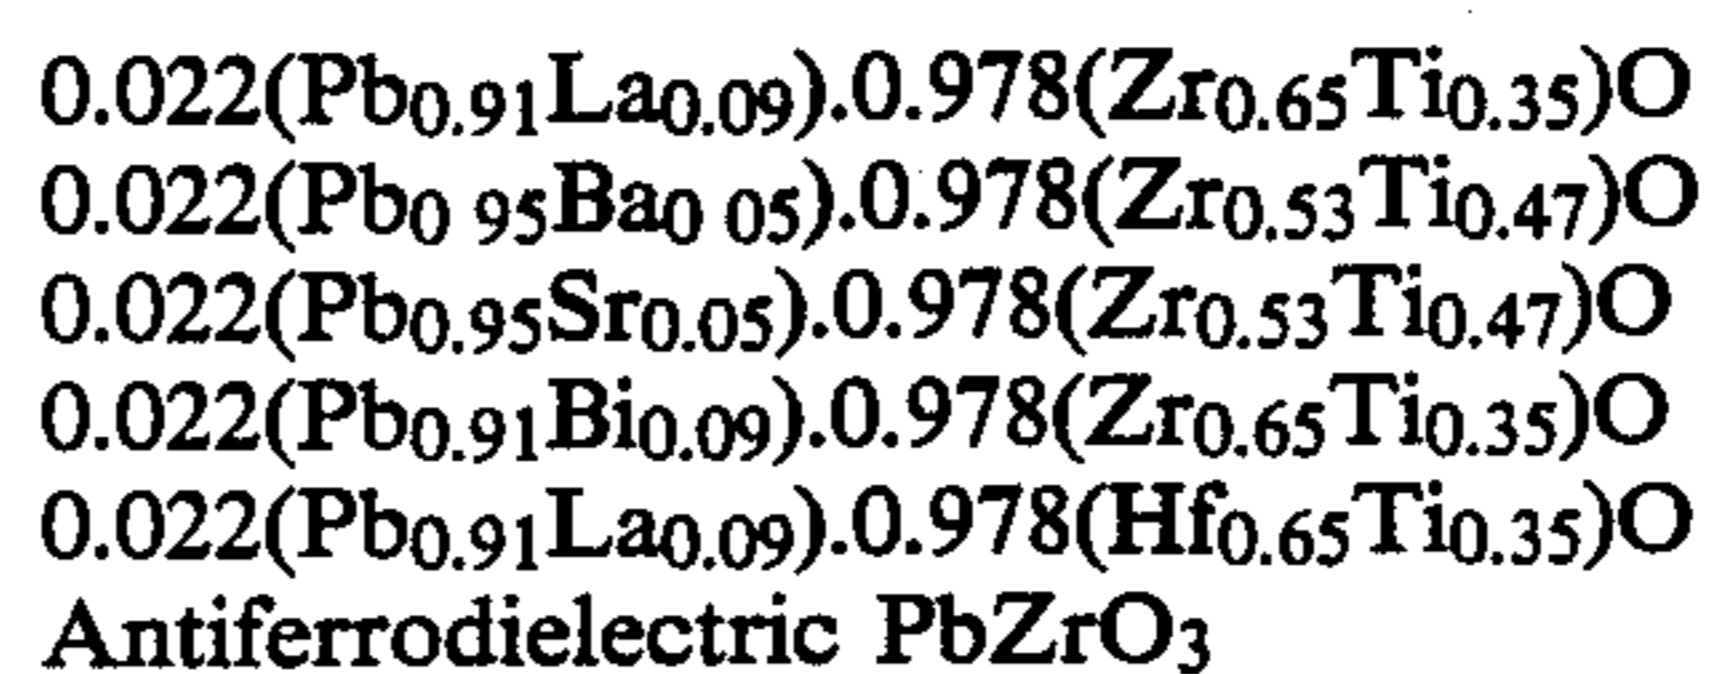 0.022(Pb0.91La0.09).0.978(Zr0.65Ti0.35)O
0.022(Pb0 95Ba0 05).0.978(Zr0.53Ti0.47)O
0.022(Pb0.95Sr0.05).0.978(Zr0.53Ti0.47)O
0.022(Pb0.91Bi0.09).0.978(Zr0.65Ti0.35)O
0.022(Pb0.91La0.09).0.978(Hf0.65Ti0.35)O
Antiferrodielectric PbZrO3